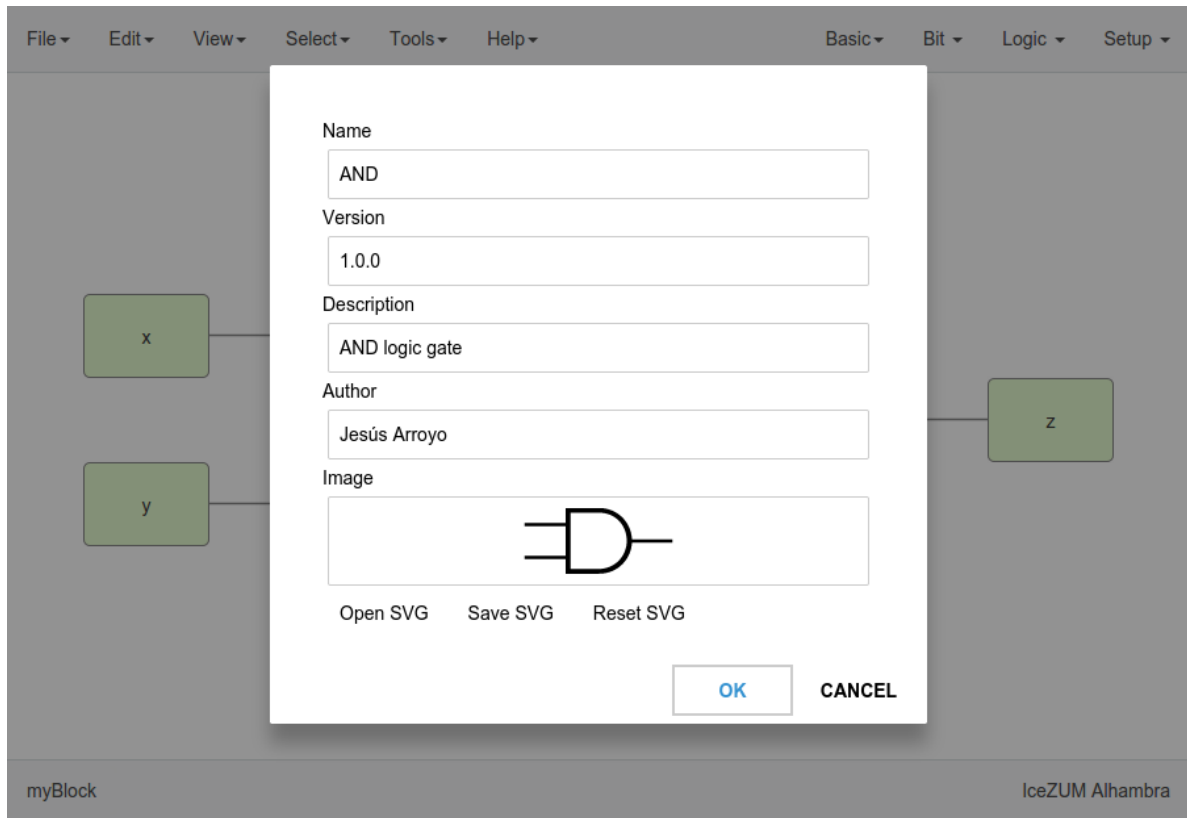 File Edit View Select Tools Help Basic Bit Logic Setup
Name
AND
Version
1.0.0
Description
AND logic gate
Author
Jesús Arroyo
Image
Open SVG Save SVG Reset SVG
OK CANCEL
x
y
z
myBlock IceZUM Alhambra